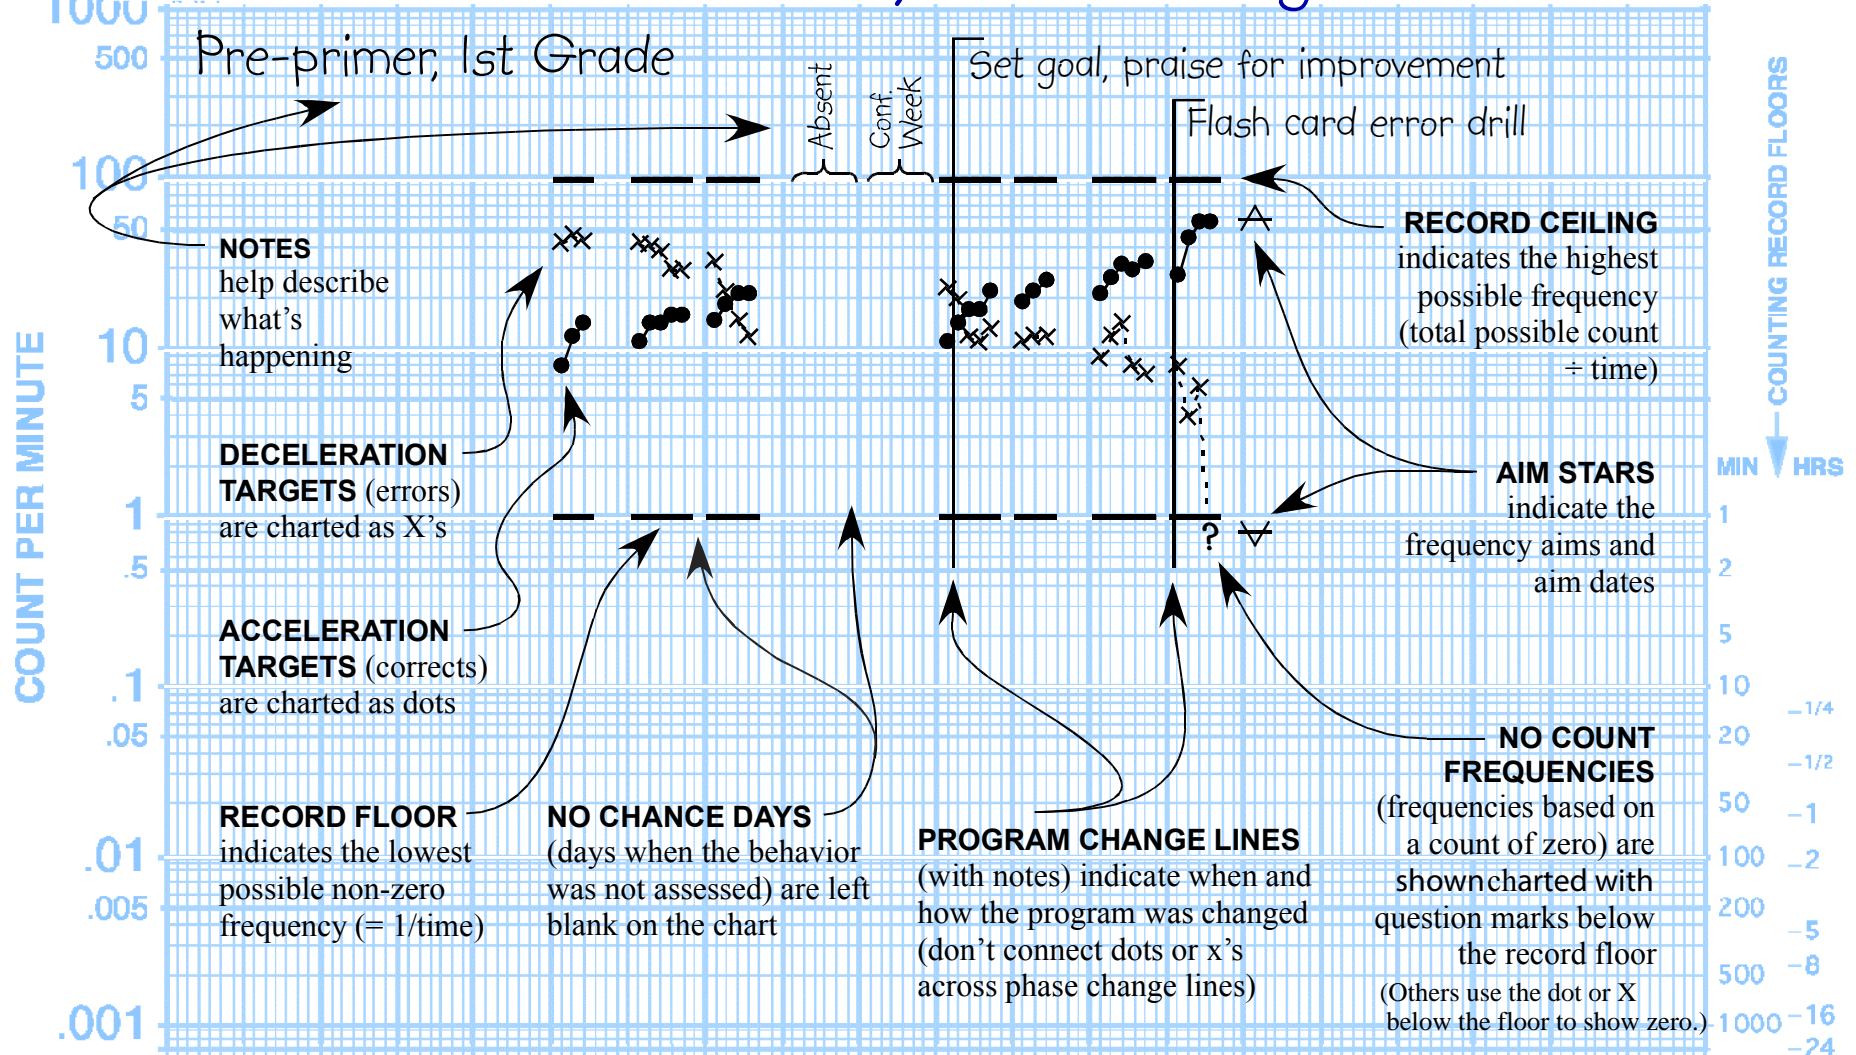 1000
500
100
50
10
5
1
.5
.1
.05
.01
.005
.001
COUNT PER MINUTE
Pre-primer, 1st Grade
Absent
Conf.
Week
Set goal, praise for improvement
Flash card error drill
NOTES
help describe
what's
happening
DECELERATION
TARGETS (errors)
are charted as X's
ACCELERATION
TARGETS (corrects)
are charted as dots
RECORD FLOOR
indicates the lowest
possible non-zero
frequency (= 1/time)
NO CHANCE DAYS
(days when the behavior
was not assessed) are left
blank on the chart
PROGRAM CHANGE LINES
(with notes) indicate when and
how the program was changed
(don't connect dots or x's
across phase change lines)
RECORD CEILING
indicates the highest
possible frequency
(total possible count
÷ time)
AIM STARS
indicate the
frequency aims and
aim dates
?
NO COUNT
FREQUENCIES
(frequencies based on
a count of zero) are
showncharted with
question marks below
the record floor
(Others use the dot or X
below the floor to show zero.)
COUNTING RECORD FLOORS
MIN HRS
1
2
5
10
20
50
100
200
500
1000
–1/4
–1/2
–1
–2
–5
–8
–16
–24